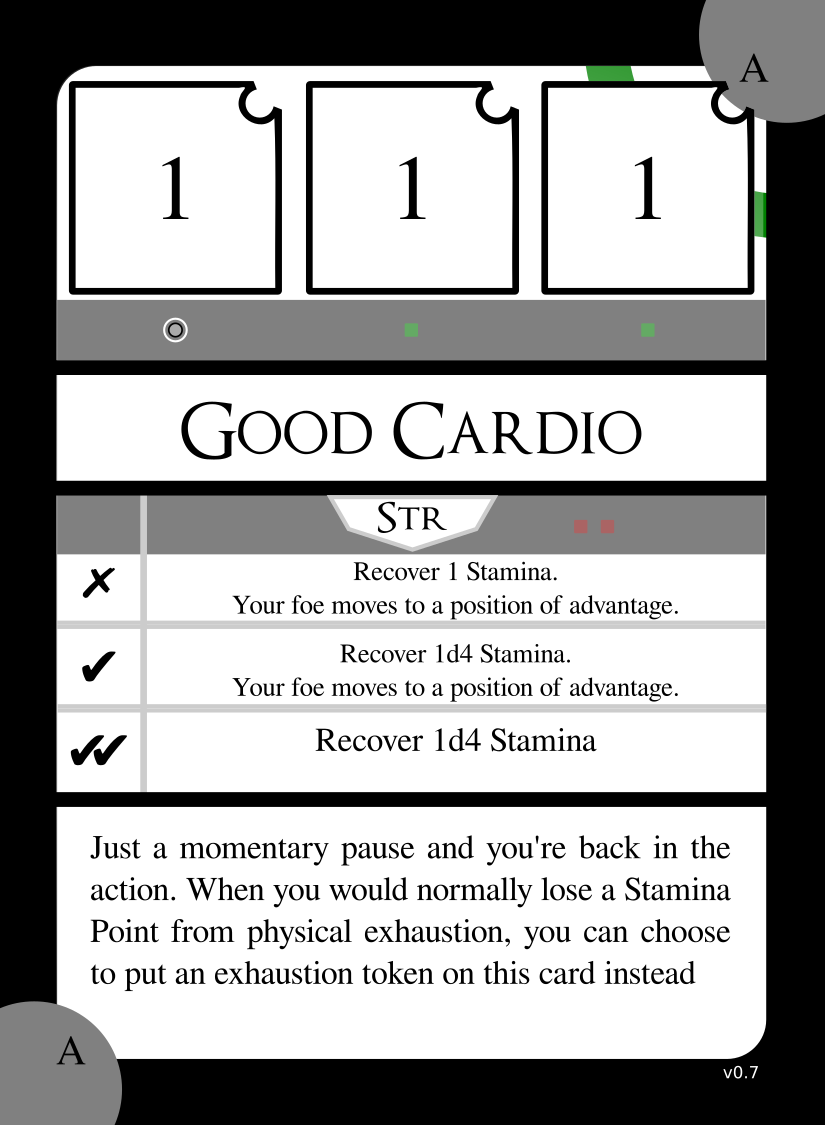 A
1 1 1
Good Cardio
Str
✗ Recover 1 Stamina.
Your foe moves to a position of advantage.
✔ Recover 1d4 Stamina.
Your foe moves to a position of advantage.
✔✔ Recover 1d4 Stamina
Just a momentary pause and you're back in the
action. When you would normally lose a Stamina
Point from physical exhaustion, you can choose
to put an exhaustion token on this card instead
A
v0.7